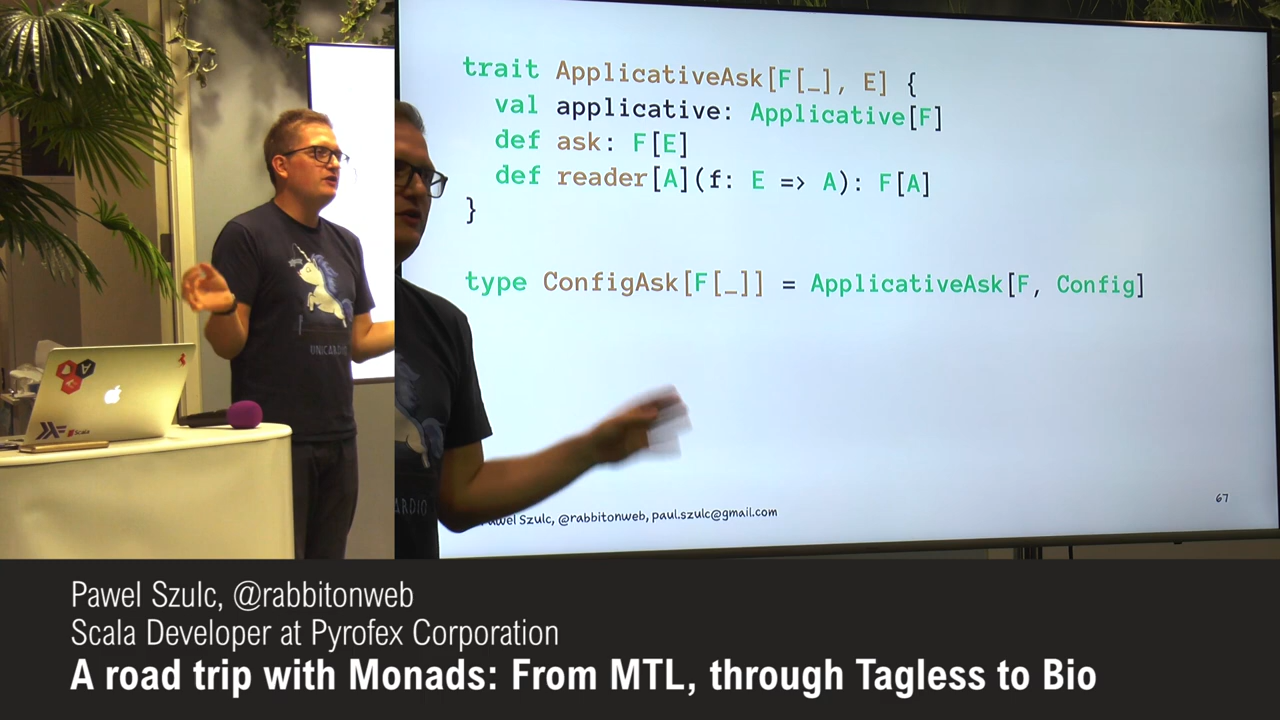 trait ApplicativeAsk[F[_], E] {
val applicative: Applicative[F]
def ask: F[E]
def reader[A](f: E => A): F[A]
}
type ConfigAsk[F[_]] = ApplicativeAsk[F, Config]
67
Pawel Szulc, @rabbitonweb, paul.szulc@gmail.com
Scala
Pawel Szulc, @rabbitonweb
Scala Developer at Pyrofex Corporation
A road trip with Monads: From MTL, through Tagless to Bio